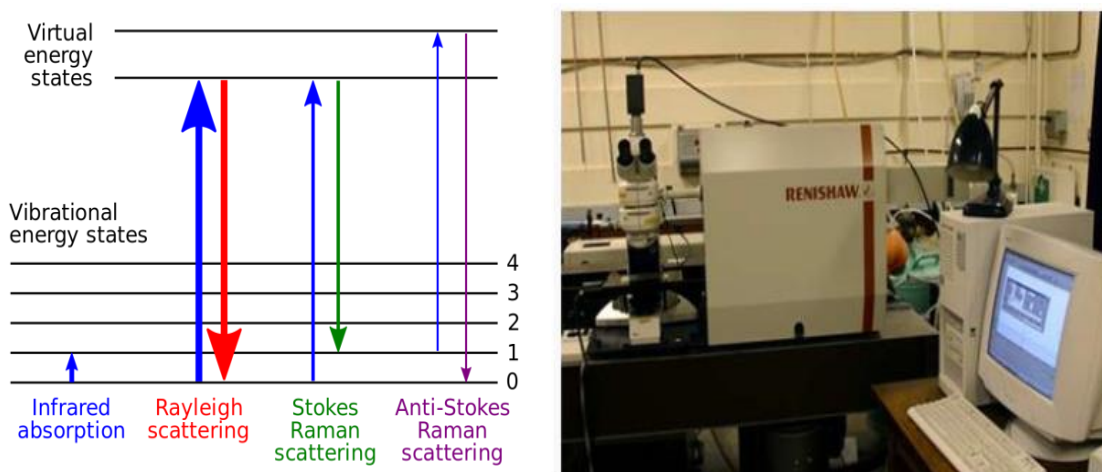 Virtual
energy
states
Vibrational
energy states
4
3
2
1
0
Infrared
absorption
Rayleigh
scattering
Stokes
Raman
scattering
Anti-Stokes
Raman
scattering
RENISHAW